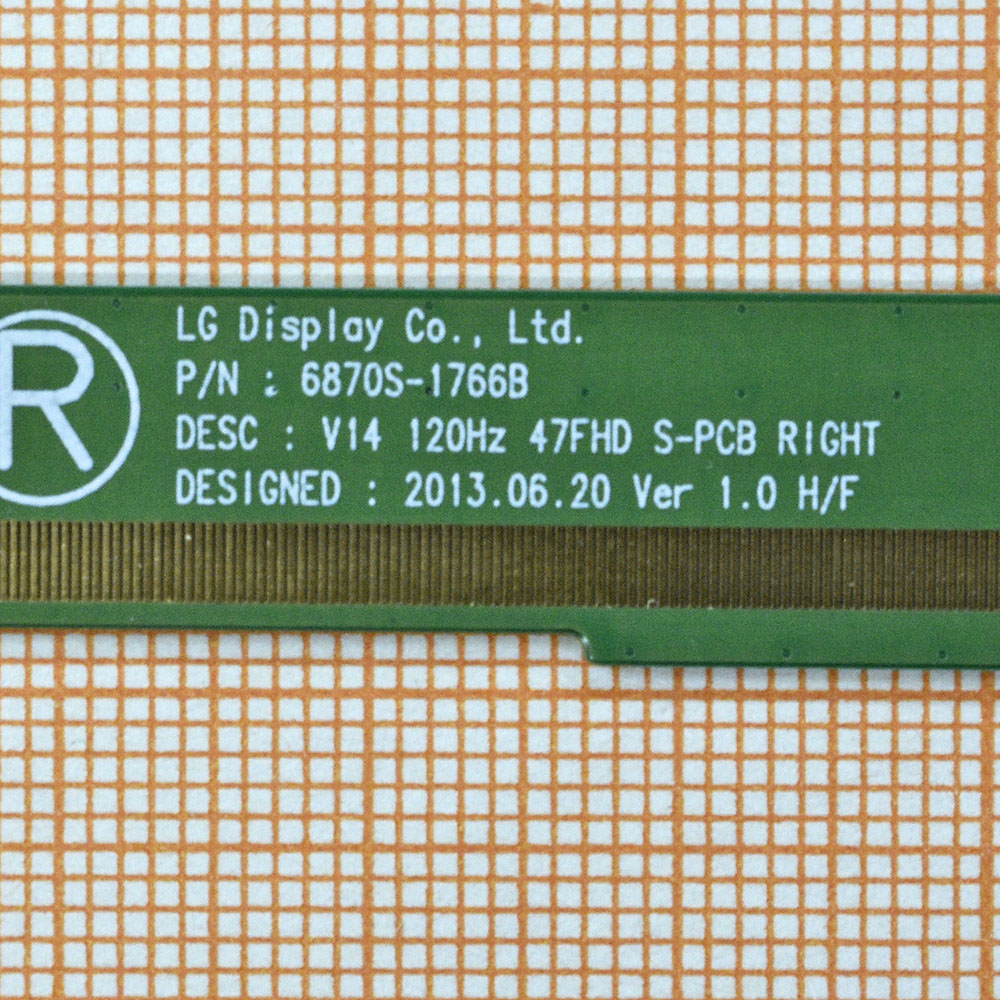 R
LG Display Co., Ltd.
P/N : 6870S-1766B
DESC : V14 120Hz 47FHD S-PCB RIGHT
DESIGNED : 2013.06.20 Ver 1.0 H/F